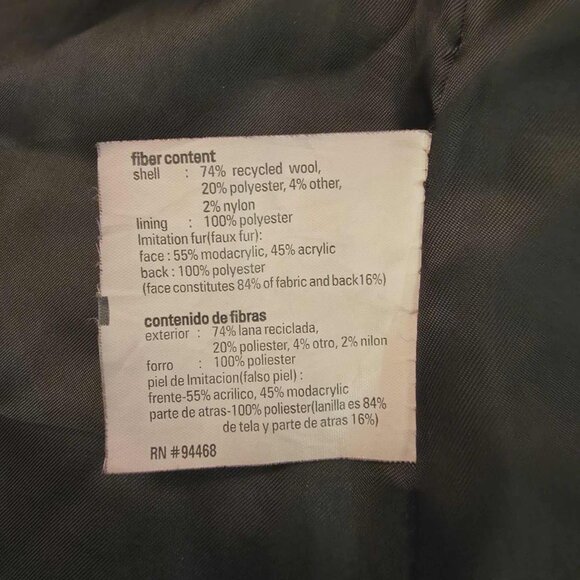 fiber content
shell : 74% recycled wool,
20% polyester, 4% other,
2% nylon
lining : 100% polyester
Imitation fur(faux fur):
face : 55% modacrylic, 45% acrylic
back : 100% polyester
(face constitutes 84% of fabric and back 16%)
contenido de fibras
exterior : 74% lana reciclada,
20% poliester, 4% otro, 2% nilon
forro : 100% poliester
piel de Imitacion(falso piel) :
frente-55% acrilico, 45% modacrylic
parte de atras-100% poliester(lanilla es 84%
de tela y parte de atras 16%)
RN #94468